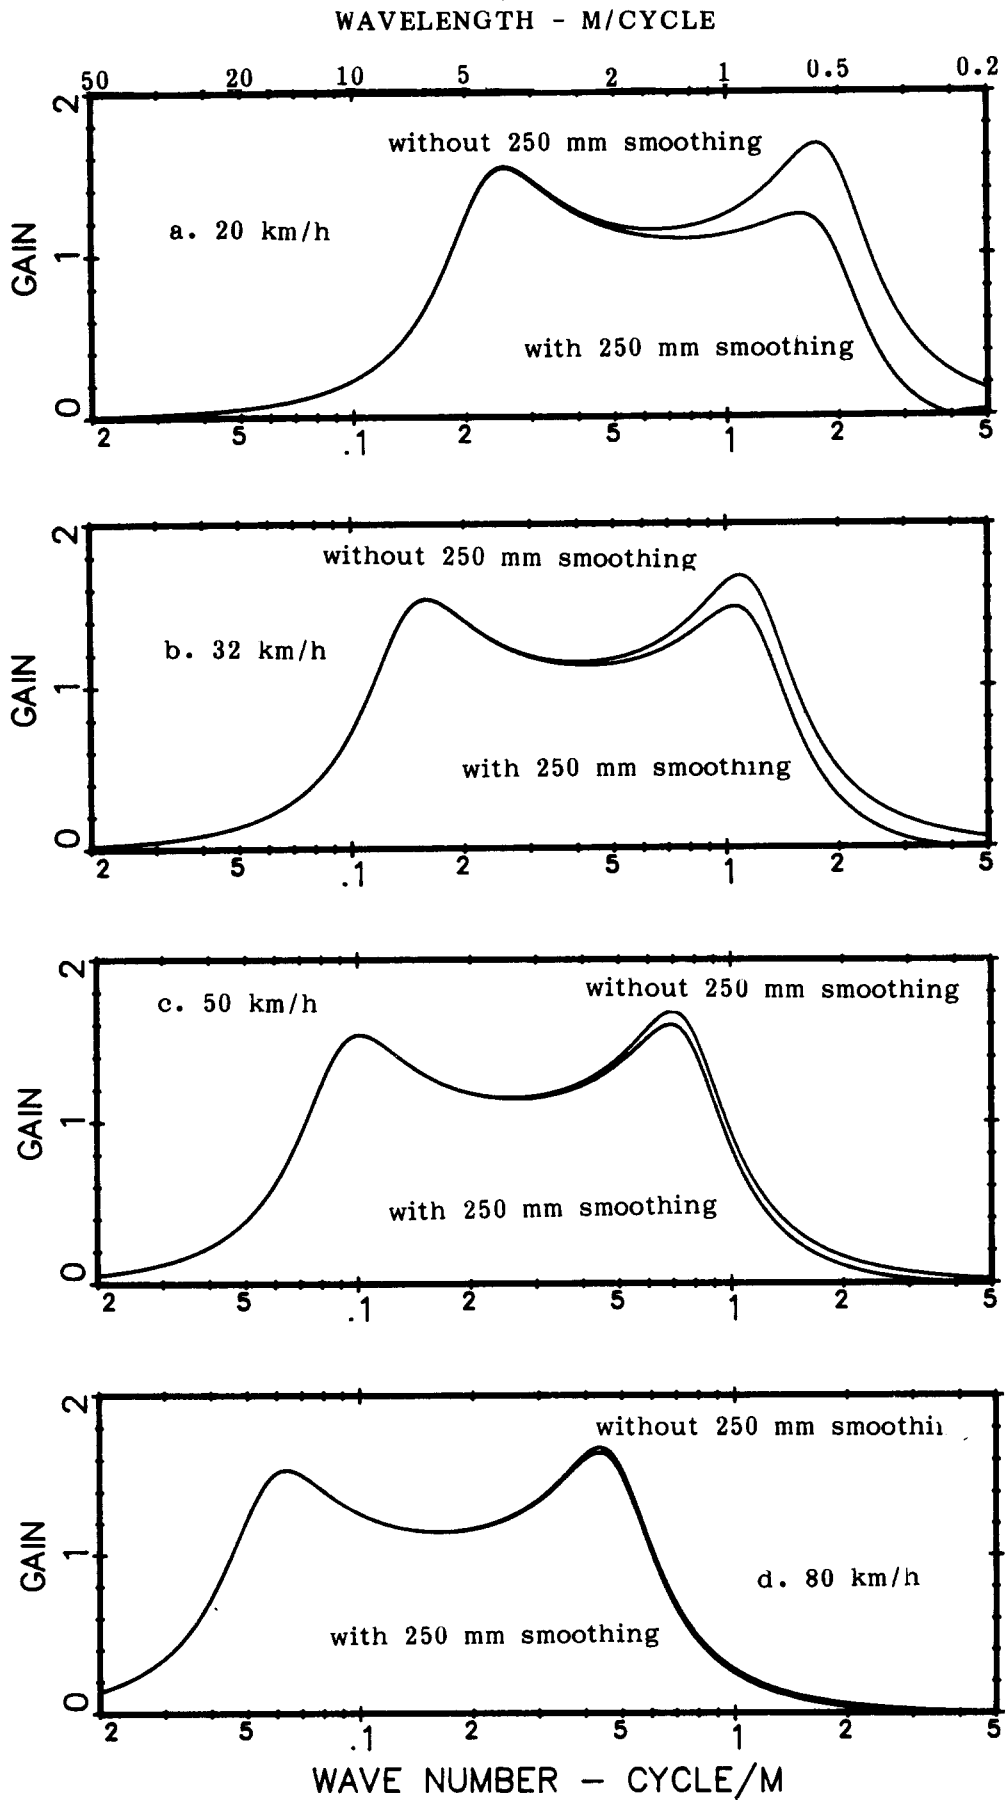 WAVELENGTH - M/CYCLE
50 20 10 5 2 1 0.5 0.2
2
without 250 mm smoothing
a. 20 km/h
GAIN
1
with 250 mm smoothing
0
2 5 .1 2 5 1 2 5
2
without 250 mm smoothing
b. 32 km/h
GAIN
1
with 250 mm smoothing
0
2 5 .1 2 5 1 2 5
2
without 250 mm smoothing
c. 50 km/h
GAIN
1
with 250 mm smoothing
0
2 5 .1 2 5 1 2 5
2
without 250 mm smoothin
GAIN
1
d. 80 km/h
with 250 mm smoothing
0
2 5 .1 2 5 1 2 5
WAVE NUMBER - CYCLE/M